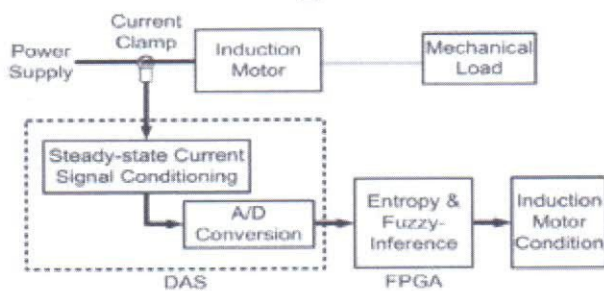 Current
Clamp
Power
Supply
Induction
Motor
Mechanical
Load
Steady-state Current
Signal Conditioning
A/D
Conversion
Entropy &
Fuzzy-
Inference
Induction
Motor
Condition
DAS
FPGA